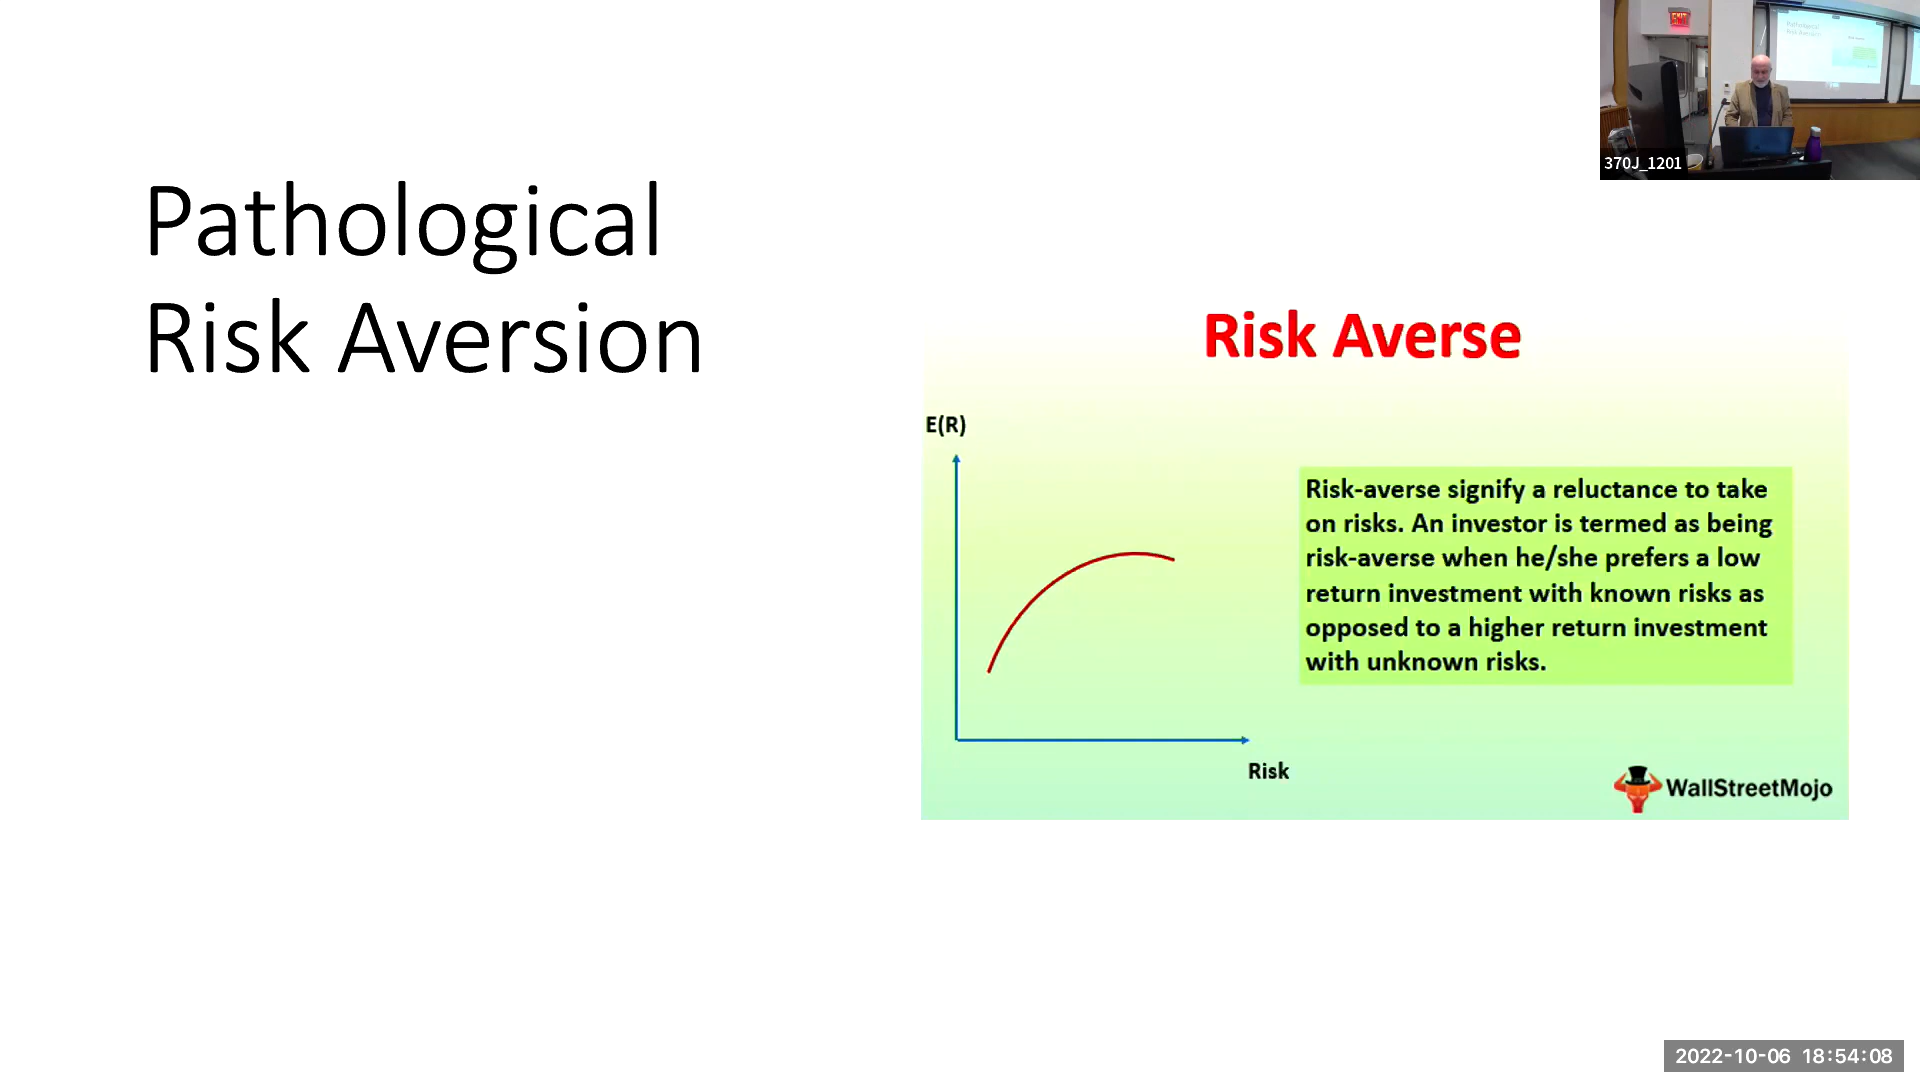 Pathological
Risk Aversion
EXIT
370J_1201
Risk Averse
E(R)
Risk-averse signify a reluctance to take
on risks. An investor is termed as being
risk-averse when he/she prefers a low
return investment with known risks as
opposed to a higher return investment
with unknown risks.
Risk
WallStreetMojo
2022-10-06 18:54:08